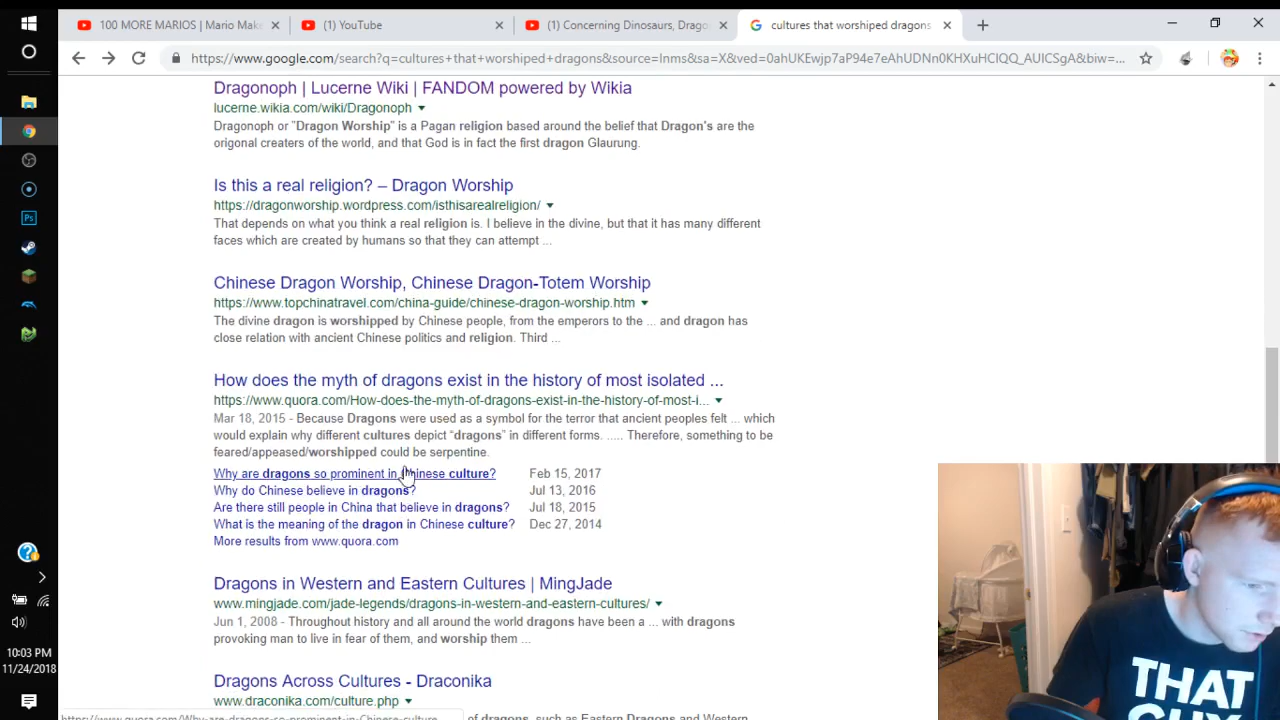 100 MORE MARIOS | Mario Make
(1) YouTube
(1) Concerning Dinosaurs, Drago
cultures that worshiped dragons
https://www.google.com/search?q=cultures+that+worshiped+dragons&source=lnms&sa=X&ved=0ahUKEwjp7aP94e7eAhUDNn0KHXuHCIQQ_AUICSgA&biw=...
Dragonoph | Lucerne Wiki | FANDOM powered by Wikia
lucerne.wikia.com/wiki/Dragonoph
Dragonoph or "Dragon Worship" is a Pagan religion based around the belief that Dragon's are the
origonal creaters of the world, and that God is in fact the first dragon Glaurung.
Is this a real religion? – Dragon Worship
https://dragonworship.wordpress.com/isthisarealreligion/
That depends on what you think a real religion is. I believe in the divine, but that it has many different
faces which are created by humans so that they can attempt ...
Chinese Dragon Worship, Chinese Dragon-Totem Worship
https://www.topchinatravel.com/china-guide/chinese-dragon-worship.htm
The divine dragon is worshipped by Chinese people, from the emperors to the ... and dragon has
close relation with ancient Chinese politics and religion. Third ...
How does the myth of dragons exist in the history of most isolated ...
https://www.quora.com/How-does-the-myth-of-dragons-exist-in-the-history-of-most-i...
Mar 18, 2015 - Because Dragons were used as a symbol for the terror that ancient peoples felt ... which
would explain why different cultures depict “dragons” in different forms. ..... Therefore, something to be
feared/appeased/worshipped could be serpentine.
Why are dragons so prominent in Chinese culture? Feb 15, 2017
Why do Chinese believe in dragons? Jul 13, 2016
Are there still people in China that believe in dragons? Jul 18, 2015
What is the meaning of the dragon in Chinese culture? Dec 27, 2014
More results from www.quora.com
Dragons in Western and Eastern Cultures | MingJade
www.mingjade.com/jade-legends/dragons-in-western-and-eastern-cultures/
Jun 1, 2008 - Throughout history and all around the world dragons have been a ... with dragons
provoking man to live in fear of them, and worship them ...
Dragons Across Cultures - Draconika
www.draconika.com/culture.php
of dragons, such as Eastern Dragons and Western
https://www.quora.com/Why-are-dragons-so-prominent-in-Chinese-culture
Ps
10:03 PM
11/24/2018
THAT
GUY